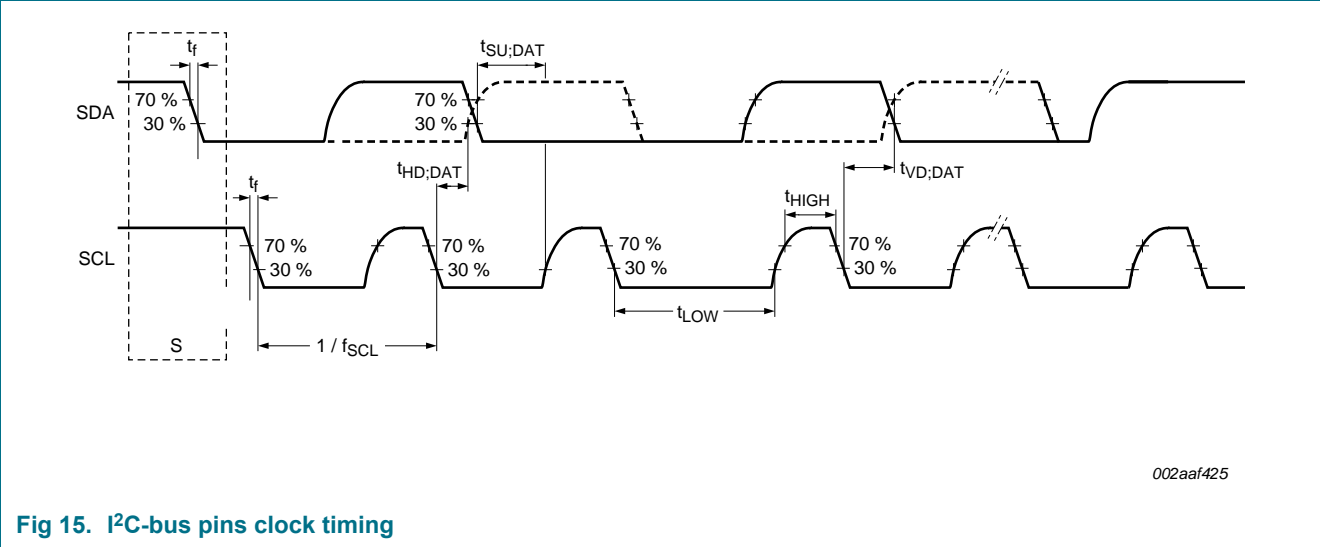 tf
tSU;DAT
SDA
70 %
30 %
70 %
30 %
tHD;DAT
tVD;DAT
tf
tHIGH
SCL
70 %
30 %
70 %
30 %
70 %
30 %
70 %
30 %
tLOW
S
1 / fSCL
002aaf425
Fig 15. I²C-bus pins clock timing